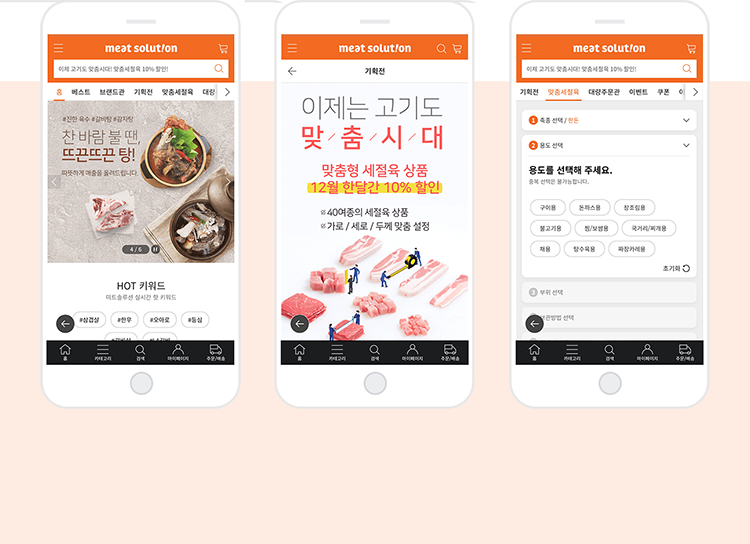 meat solut!on
이제 고기도 맞춤시대! 맞춤세절육 10% 할인!
홈 베스트 브랜드관 기획전 맞춤세절육 대량
#진한 육수 #갈비탕 #감자탕
찬 바람 불 땐,
뜨끈뜨끈 탕!
따뜻하게 매출을 올려드립니다.
4 / 6
HOT 키워드
미트솔루션 실시간 핫 키워드
#삼겹살 #한우 #오아로 #등심
홈 카테고리 검색 마이페이지 주문/배송
meat solut!on
기획전
이제는 고기도
맞춤시대
맞춤형 세절육 상품
12월 한달간 10% 할인
40여종의 세절육 상품
가로 / 세로 / 두께 맞춤 설정
홈 카테고리 검색 마이페이지 주문/배송
meat solut!on
이제 고기도 맞춤시대! 맞춤세절육 10% 할인!
기획전 맞춤세절육 대량주문관 이벤트 쿠폰
1 축종 선택 / 한돈
2 용도 선택
용도를 선택해 주세요.
중복 선택은 불가능합니다.
구이용 돈까스용 장조림용
불고기용 찜/보쌈용 국거리/찌개용
채용 탕수육용 짜장카레용
초기화
3 부위 선택
보관방법 선택
홈 카테고리 검색 마이페이지 주문/배송